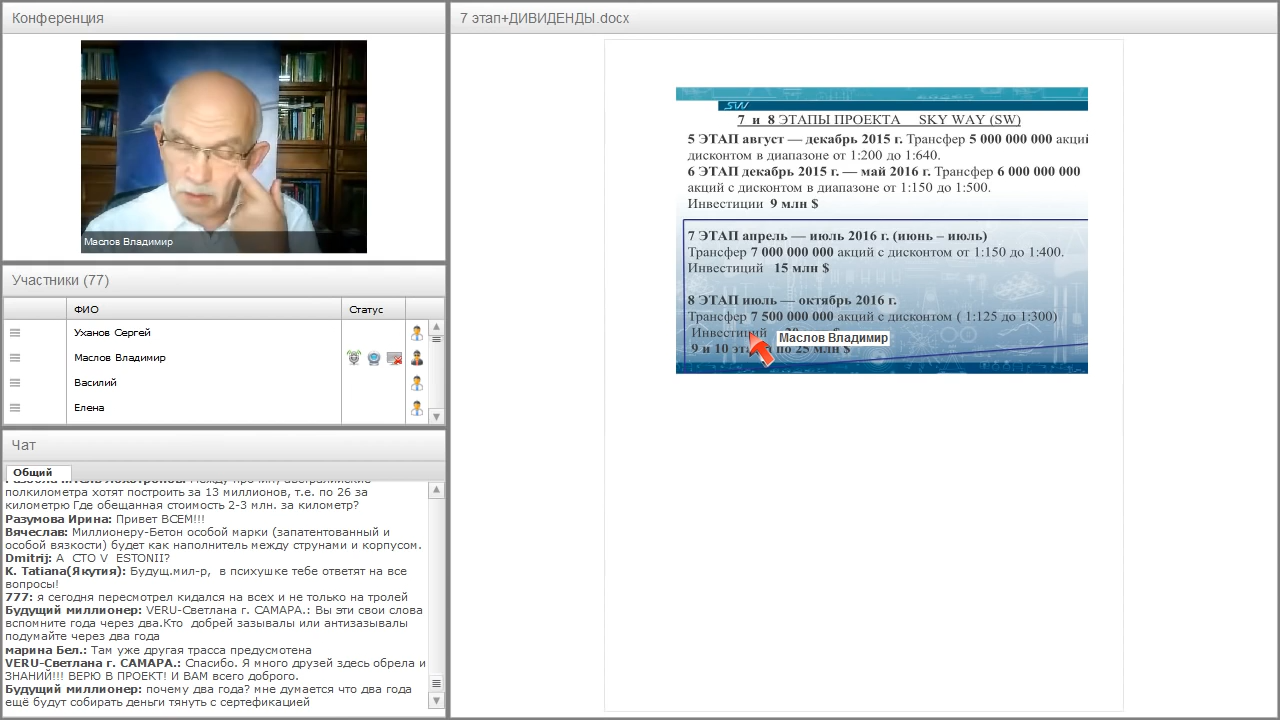 Конференция
Маслов Владимир
Участники (77)
ФИО
Статус
Уханов Сергей
Маслов Владимир
Василий
Елена
Чат
Общий
полкилометра хотят построить за 13 миллионов, т.е. по 26 за
километрю Где обещанная стоимость 2-3 млн. за километр?
Разумова Ирина: Привет ВСЕМ!!!
Вячеслав: Миллионеру-Бетон особой марки (запатентованный и
особой вязкости) будет как наполнитель между струнами и корпусом.
Dmitrij: A CTO V ESTONII?
K. Tatiana(Якутия): Будущ.мил-р, в психушке тебе ответят на все
вопросы!
777: я сегодня пересмотрел кидался на всех и не только на тролей
Будущий миллионер: VERU-Светлана г. САМАРА.: Вы эти свои слова
вспомните года через два.Кто добрей зазывалы или антизазывалы
подумайте через два года
марина Бел.: Там уже другая трасса предусмотена
VERU-Светлана г. САМАРА.: Спасибо. Я много друзей здесь обрела и
ЗНАНИЙ!!! ВЕРЮ В ПРОЕКТ! И ВАМ всего доброго.
Будущий миллионер: почему два года? мне думается что два года
ещё будут собирать деньги тянуть с сертефикацией
7 этап+ДИВИДЕНДЫ.docx
SW
7 и 8 ЭТАПЫ ПРОЕКТА SKY WAY (SW)
5 ЭТАП август — декабрь 2015 г. Трансфер 5 000 000 000 акций
дисконтом в диапазоне от 1:200 до 1:640.
6 ЭТАП декабрь 2015 г. — май 2016 г. Трансфер 6 000 000 000
акций с дисконтом в диапазоне от 1:150 до 1:500.
Инвестиции 9 млн $
7 ЭТАП апрель — июль 2016 г. (июнь – июль)
Трансфер 7 000 000 000 акций с дисконтом от 1:150 до 1:400.
Инвестиций 15 млн $
8 ЭТАП июль — октябрь 2016 г.
Трансфер 7 500 000 000 акций с дисконтом ( 1:125 до 1:300)
Инвестиций
Маслов Владимир
9 и 10 этап по 25 млн $